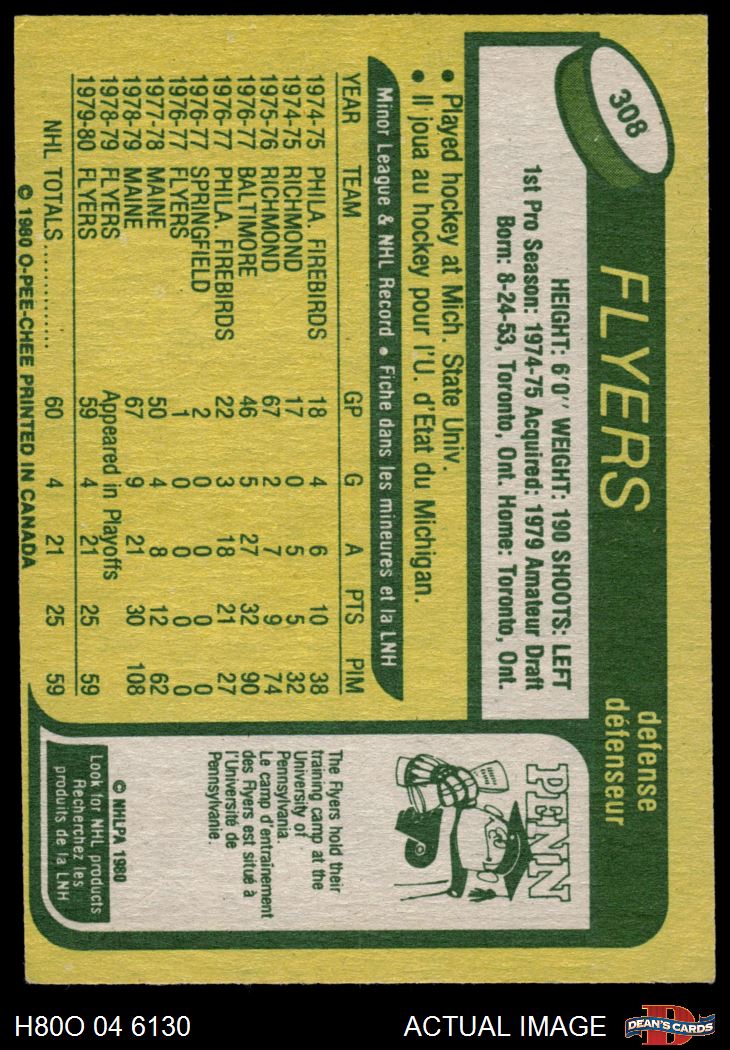 308
FLYERS
defense
défenseur
HEIGHT: 6'0" WEIGHT: 190 SHOOTS: LEFT
1st Pro Season: 1974-75 Acquired: 1979 Amateur Draft
Born: 8-24-53, Toronto, Ont. Home: Toronto, Ont.
• Played hockey at Mich. State Univ.
• Il joua au hockey pour l'U. d'Etat du Michigan.
Minor League & NHL Record • Fiche dans les mineures et la LNH
YEAR TEAM GP G A PTS PIM
1974-75 PHILA. FIREBIRDS 18 4 6 10 38
1974-75 RICHMOND 17 0 5 5 32
1975-76 RICHMOND 67 2 7 9 74
1976-77 BALTIMORE 46 5 27 32 90
1976-77 PHILA. FIREBIRDS 22 3 18 21 27
1976-77 SPRINGFIELD 2 0 0 0 0
1976-77 FLYERS 1 0 0 0 0
1977-78 MAINE 50 4 8 12 62
1978-79 MAINE 67 9 21 30 108
1978-79 FLYERS Appeared in Playoffs
1979-80 FLYERS 59 4 21 25 59
NHL TOTALS............ 60 4 21 25 59
© 1980 O-PEE-CHEE PRINTED IN CANADA
PENN
The Flyers hold their
training camp at the
University of
Pennsylvania.
Le camp d'entraînement
des Flyers est situé à
l'Université de
Pennsylvanie.
© NHLPA 1980
Look for NHL products
Recherchez les
produits de la LNH
H80O 04 6130
ACTUAL IMAGE
D
DEAN'S CARDS